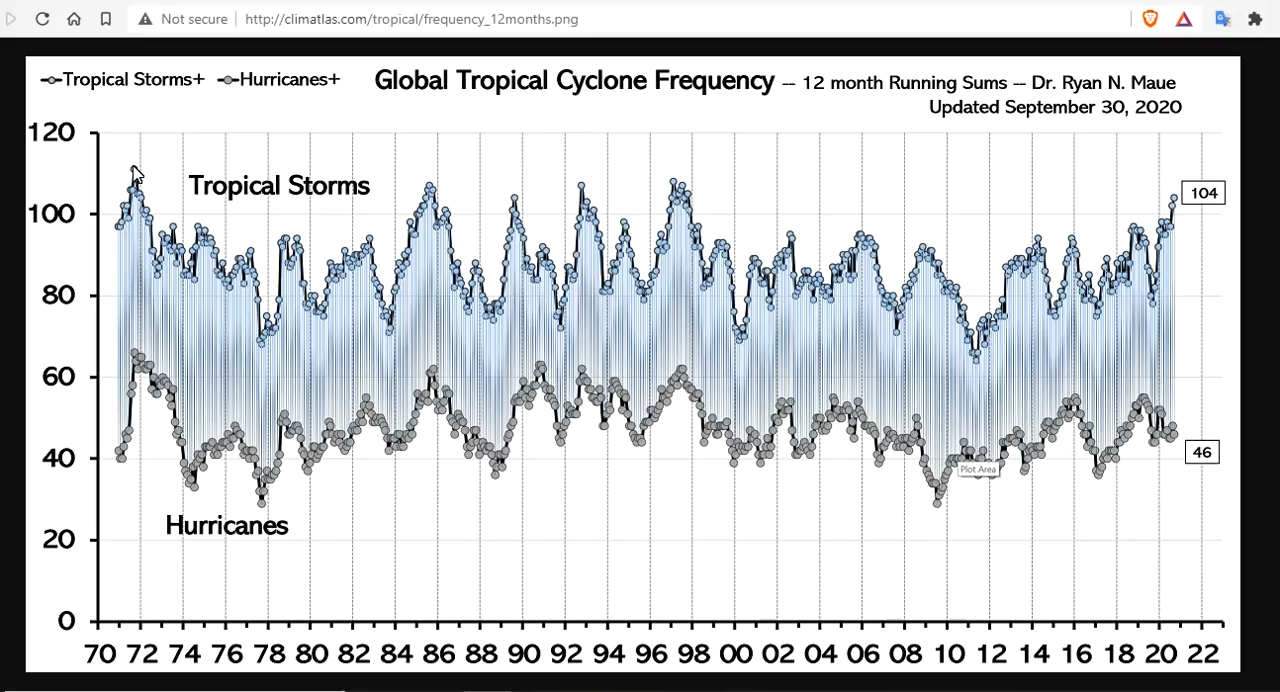 Not secure http://climatlas.com/tropical/frequency_12months.png
Tropical Storms+ Hurricanes+ Global Tropical Cyclone Frequency -- 12 month Running Sums -- Dr. Ryan N. Maue
Updated September 30, 2020
120
Tropical Storms
104
100
80
60
46
40
Plot Area
Hurricanes
20
0
70 72 74 76 78 80 82 84 86 88 90 92 94 96 98 00 02 04 06 08 10 12 14 16 18 20 22